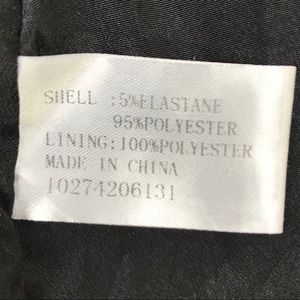 SHELL :5%ELASTANE
95%POLYESTER
LINING:100%POLYESTER
MADE IN CHINA
10274206131